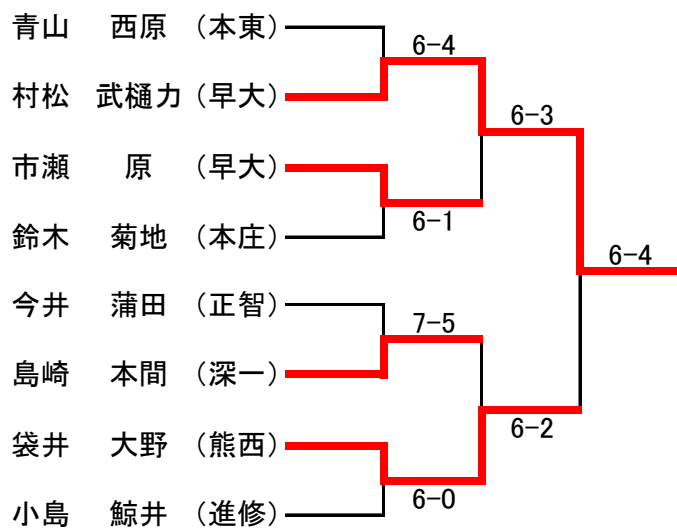 青山 西原 （本東）
6-4
村松 武樋力（早大）
6-3
市瀬 原 （早大）
6-1
鈴木 菊地 （本庄）
6-4
今井 蒲田 （正智）
7-5
島崎 本間 （深一）
6-2
袋井 大野 （熊西）
6-0
小島 鯨井 （進修）